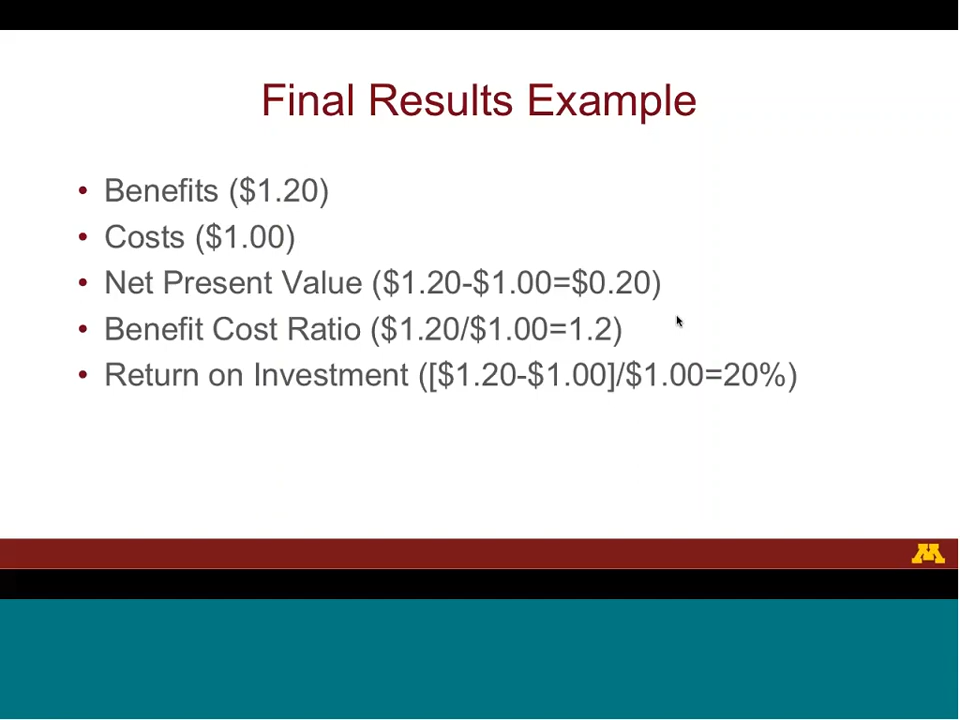 Final Results Example
• Benefits ($1.20)
• Costs ($1.00)
• Net Present Value ($1.20-$1.00=$0.20)
• Benefit Cost Ratio ($1.20/$1.00=1.2)
• Return on Investment ([$1.20-$1.00]/$1.00=20%)
M